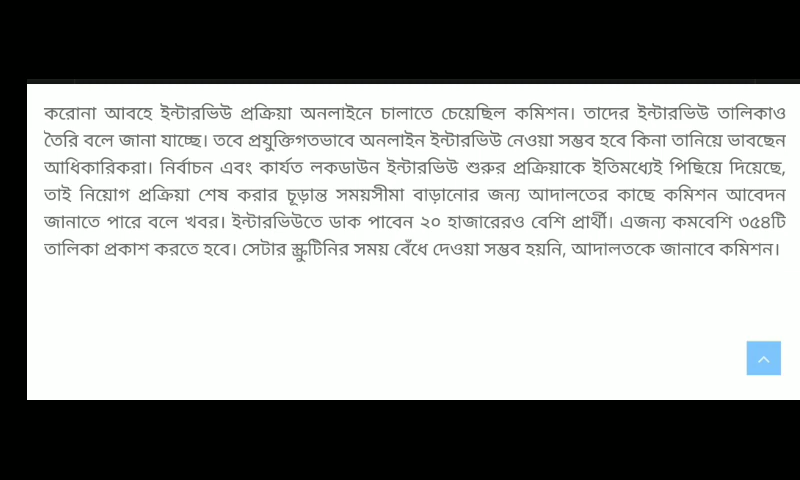 করোনা আবহে ইন্টারভিউ প্রক্রিয়া অনলাইনে চালাতে চেয়েছিল কমিশন। তাদের ইন্টারভিউ তালিকাও
তৈরি বলে জানা যাচ্ছে। তবে প্রযুক্তিগতভাবে অনলাইন ইন্টারভিউ নেওয়া সম্ভব হবে কিনা তানিয়ে ভাবছেন
আধিকারিকরা। নির্বাচন এবং কার্যত লকডাউন ইন্টারভিউ শুরুর প্রক্রিয়াকে ইতিমধ্যেই পিছিয়ে দিয়েছে,
তাই নিয়োগ প্রক্রিয়া শেষ করার চূড়ান্ত সময়সীমা বাড়ানোর জন্য আদালতের কাছে কমিশন আবেদন
জানাতে পারে বলে খবর। ইন্টারভিউতে ডাক পাবেন ২০ হাজারেরও বেশি প্রার্থী। এজন্য কমবেশি ৩৫৪টি
তালিকা প্রকাশ করতে হবে। সেটার স্ক্রুটিনির সময় বেঁধে দেওয়া সম্ভব হয়নি, আদালতকে জানাবে কমিশন।